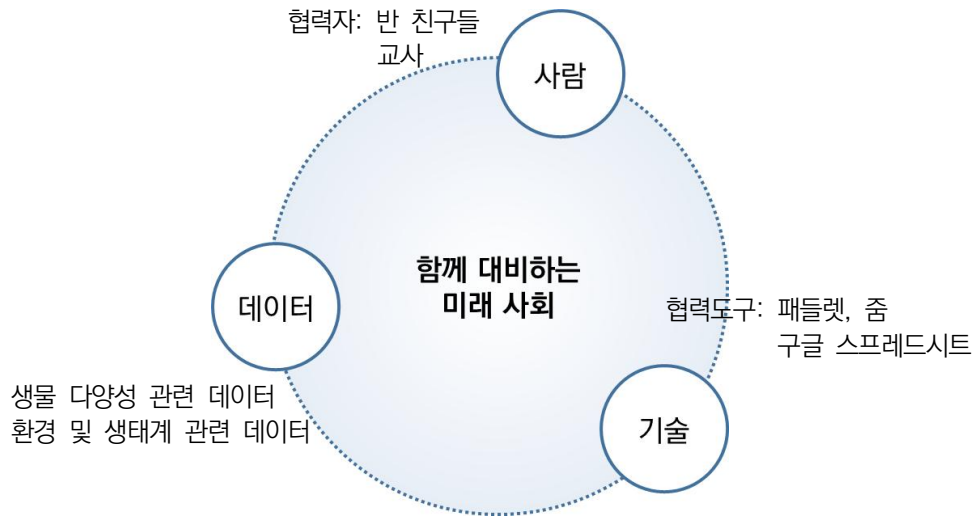 협력자: 반 친구들
교사
사람
함께 대비하는
미래 사회
데이터
협력도구: 패들렛, 줌
구글 스프레드시트
생물 다양성 관련 데이터
환경 및 생태계 관련 데이터
기술